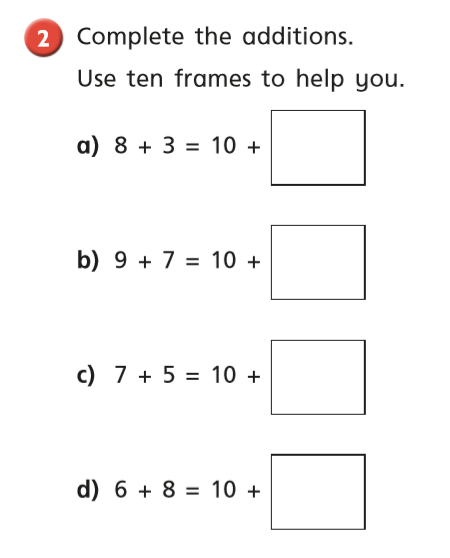 2 Complete the additions.
Use ten frames to help you.
a) 8 + 3 = 10 +
b) 9 + 7 = 10 +
c) 7 + 5 = 10 +
d) 6 + 8 = 10 +